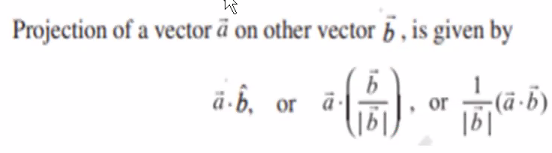 Projection of a vector a⃗ on other vector b⃗ , is given by
a⃗ · b̂, or a⃗ · (b⃗ / |b⃗|) , or 1/|b⃗| (a⃗ · b⃗)